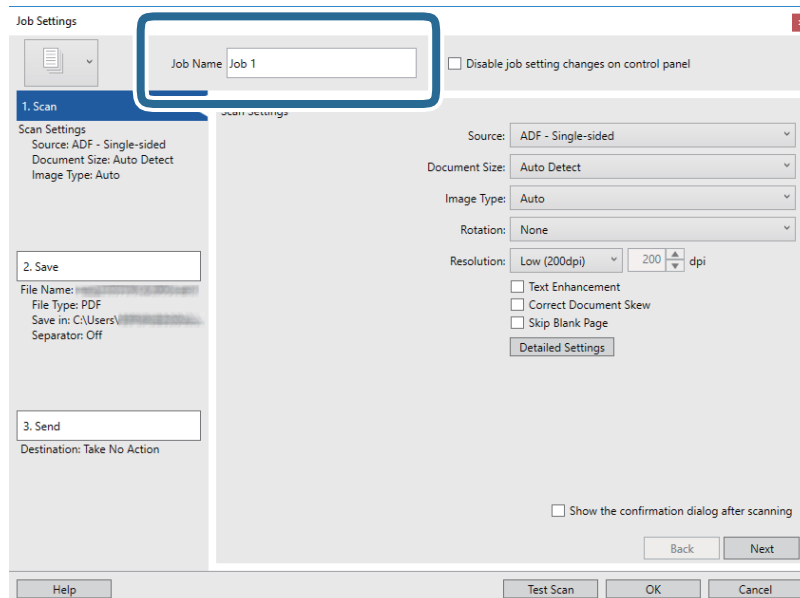 Job Settings
Job Name Job 1
Disable job setting changes on control panel
1. Scan
Scan Settings
Source: ADF - Single-sided
Document Size: Auto Detect
Image Type: Auto
2. Save
File Name:
File Type: PDF
Save in: C:\Users\
Separator: Off
3. Send
Destination: Take No Action
Scan Settings
Source: ADF - Single-sided
Document Size: Auto Detect
Image Type: Auto
Rotation: None
Resolution: Low (200dpi) 200 dpi
Text Enhancement
Correct Document Skew
Skip Blank Page
Detailed Settings
Show the confirmation dialog after scanning
Back Next
Help Test Scan OK Cancel